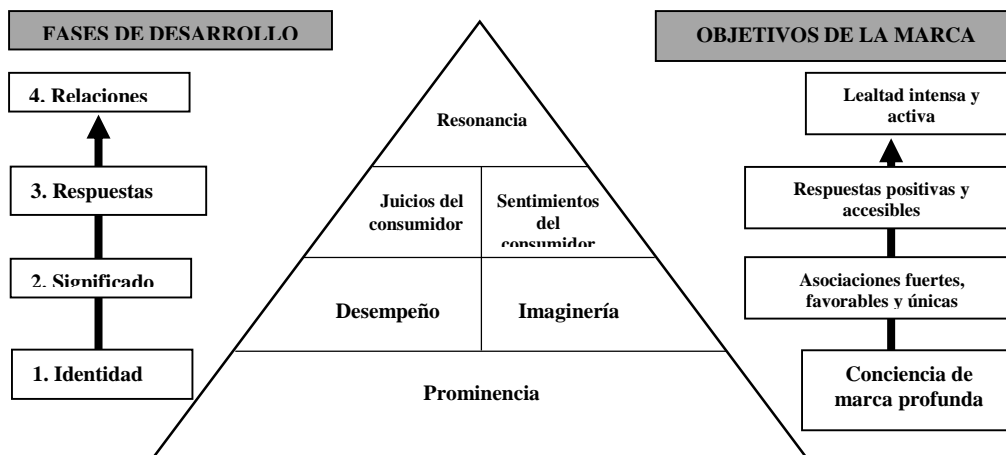 FASES DE DESARROLLO
4. Relaciones
3. Respuestas
2. Significado
1. Identidad
Resonancia
Juicios del
consumidor
Sentimientos
del
consumidor
Desempeño
Imaginería
Prominencia
OBJETIVOS DE LA MARCA
Lealtad intensa y
activa
Respuestas positivas y
accesibles
Asociaciones fuertes,
favorables y únicas
Conciencia de
marca profunda